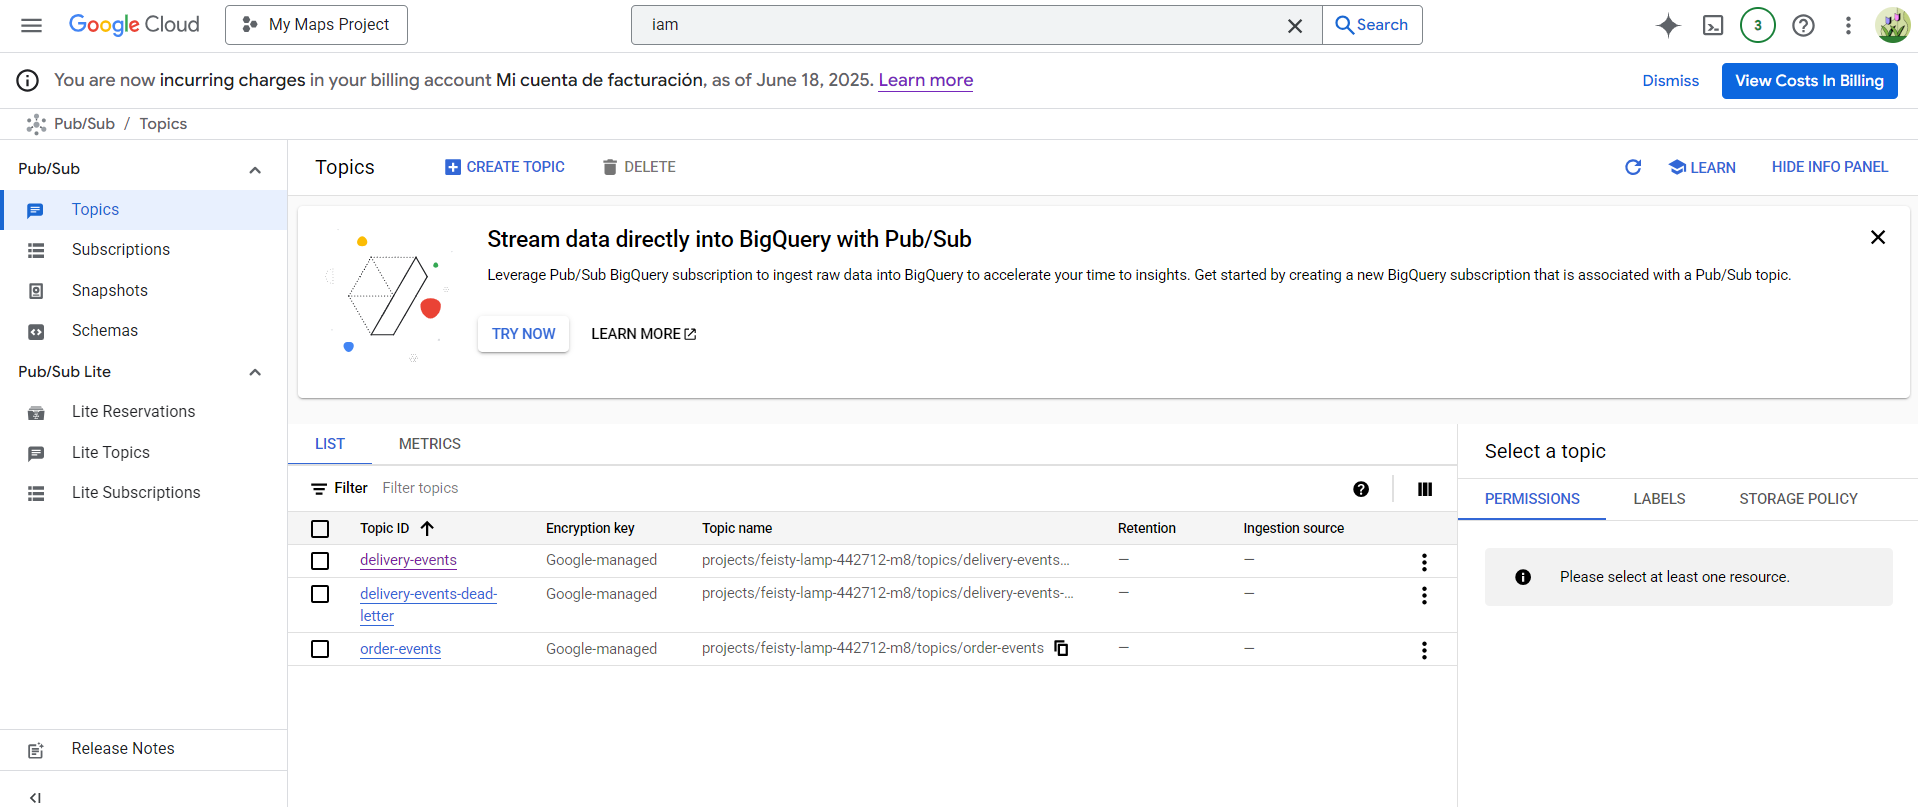 Google Cloud
My Maps Project
iam
Search
3
You are now incurring charges in your billing account Mi cuenta de facturación, as of June 18, 2025. Learn more
Dismiss
View Costs In Billing
Pub/Sub / Topics
Pub/Sub
Topics
Subscriptions
Snapshots
Schemas
Pub/Sub Lite
Lite Reservations
Lite Topics
Lite Subscriptions
Release Notes
Topics
CREATE TOPIC
DELETE
LEARN
HIDE INFO PANEL
Stream data directly into BigQuery with Pub/Sub
Leverage Pub/Sub BigQuery subscription to ingest raw data into BigQuery to accelerate your time to insights. Get started by creating a new BigQuery subscription that is associated with a Pub/Sub topic.
TRY NOW
LEARN MORE
LIST
METRICS
Filter
Filter topics
Topic ID
Encryption key
Topic name
Retention
Ingestion source
delivery-events
Google-managed
projects/feisty-lamp-442712-m8/topics/delivery-events...
—
—
delivery-events-dead-
letter
Google-managed
projects/feisty-lamp-442712-m8/topics/delivery-events-...
—
—
order-events
Google-managed
projects/feisty-lamp-442712-m8/topics/order-events
—
—
Select a topic
PERMISSIONS
LABELS
STORAGE POLICY
Please select at least one resource.